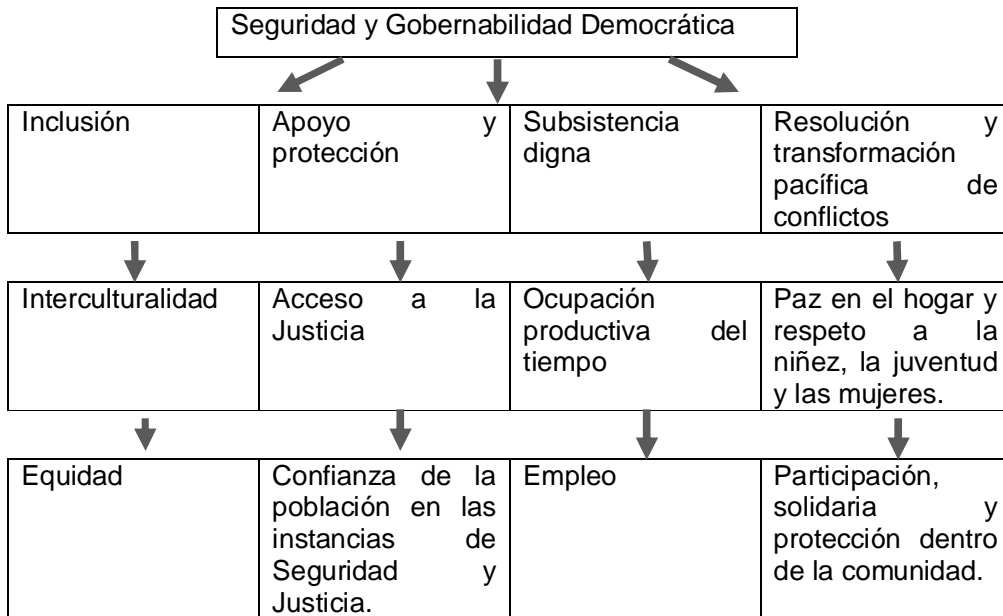 Seguridad y Gobernabilidad Democrática
Inclusión
Apoyo y
protección
Subsistencia
digna
Resolución y
transformación
pacífica de
conflictos
Interculturalidad
Acceso a la
Justicia
Ocupación
productiva del
tiempo
Paz en el hogar y
respeto a la
niñez, la juventud
y las mujeres.
Equidad
Confianza de la
población en las
instancias de
Seguridad y
Justicia.
Empleo
Participación,
solidaria y
protección dentro
de la comunidad.